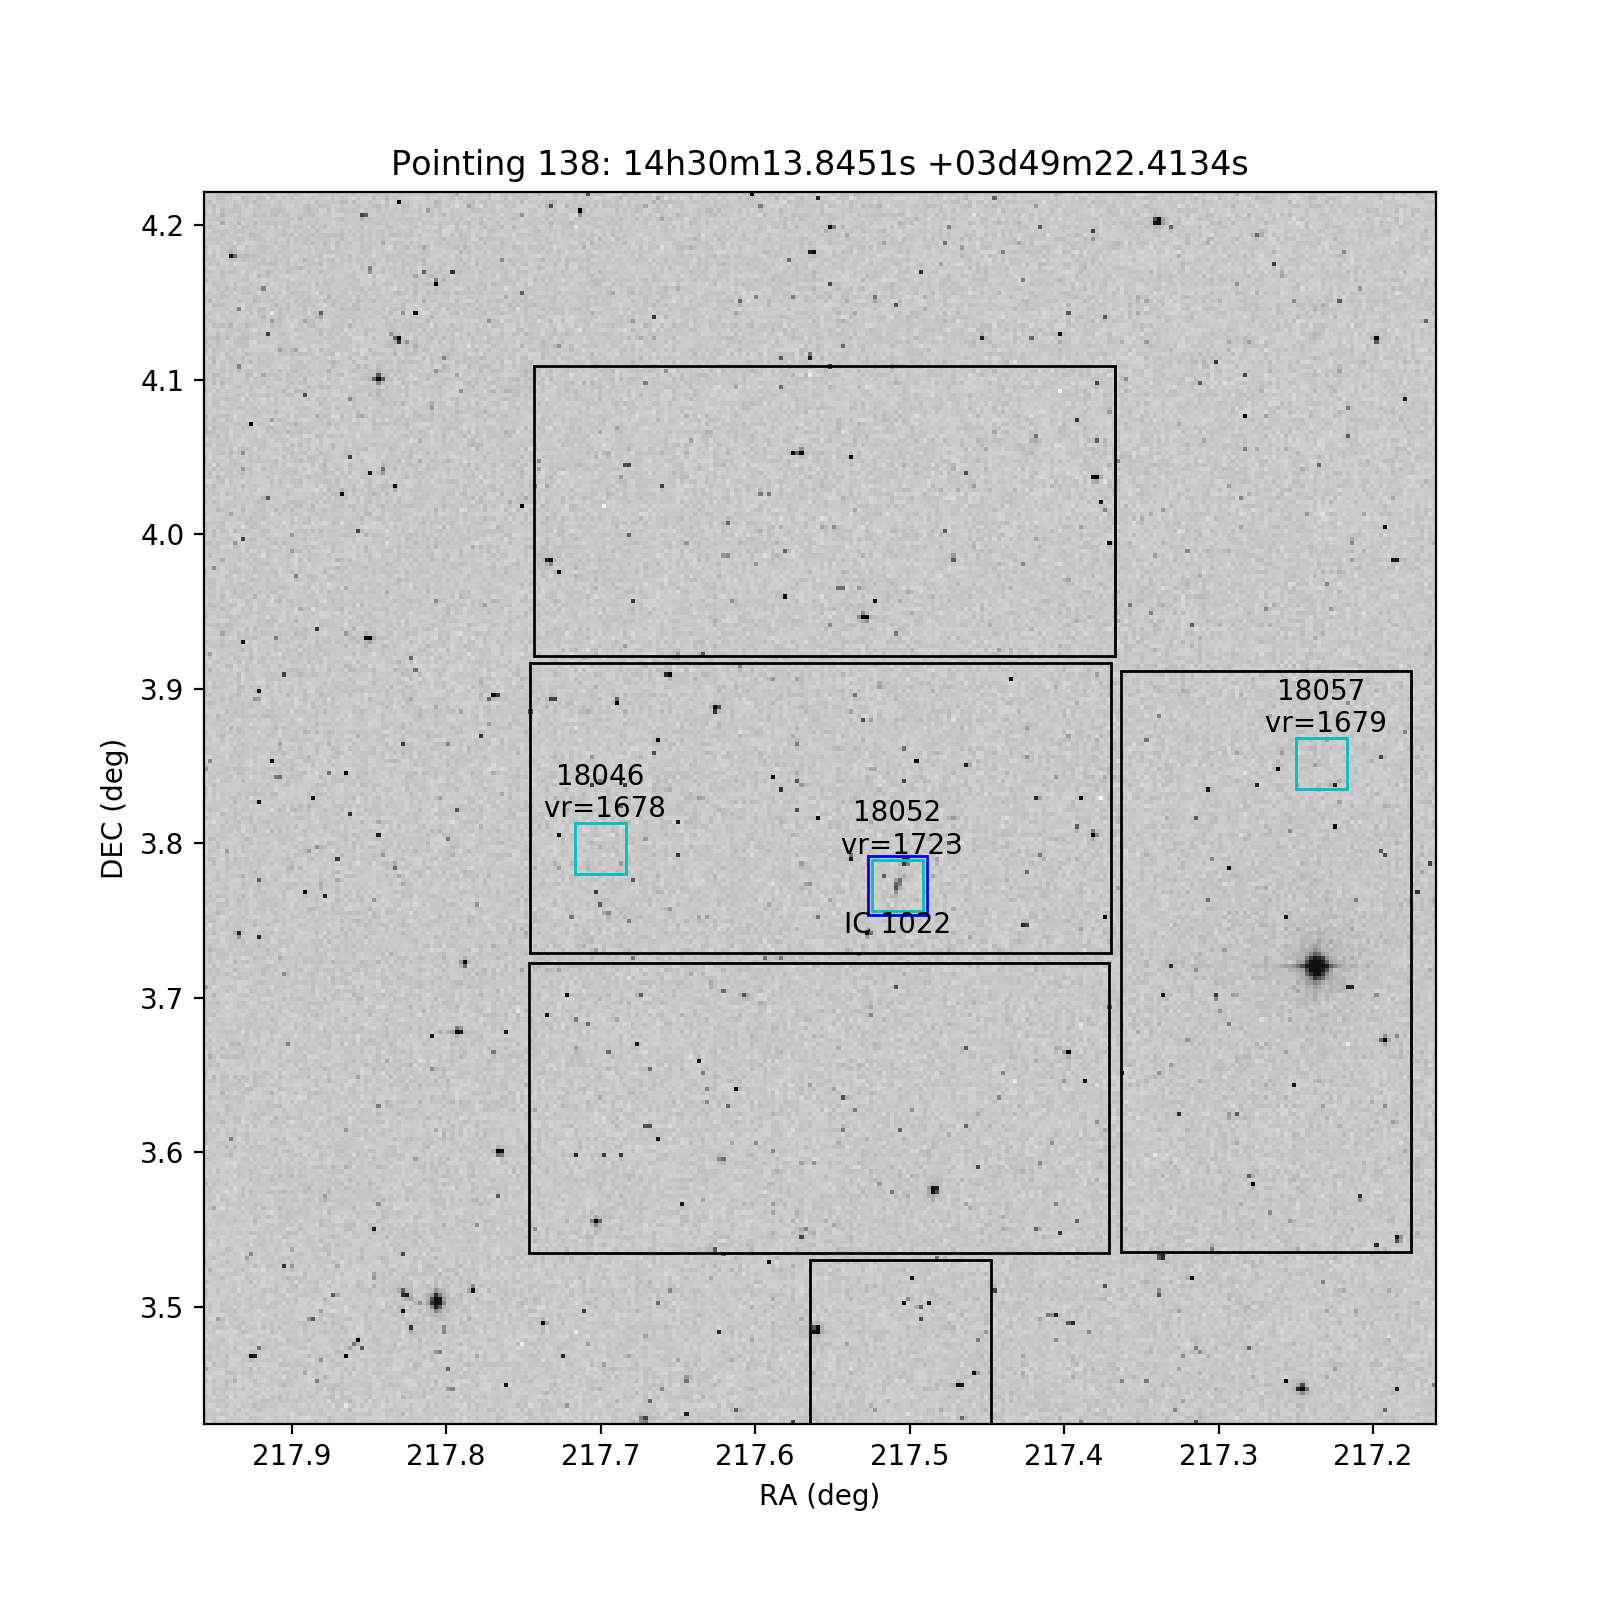 Pointing 138: 14h30m13.8451s +03d49m22.4134s
4.2
4.1
4.0
3.9
3.8
3.7
3.6
3.5
DEC (deg)
18057
vr=1679
18046
vr=1678
18052
vr=1723
IC 1022
217.9 217.8 217.7 217.6 217.5 217.4 217.3 217.2
RA (deg)